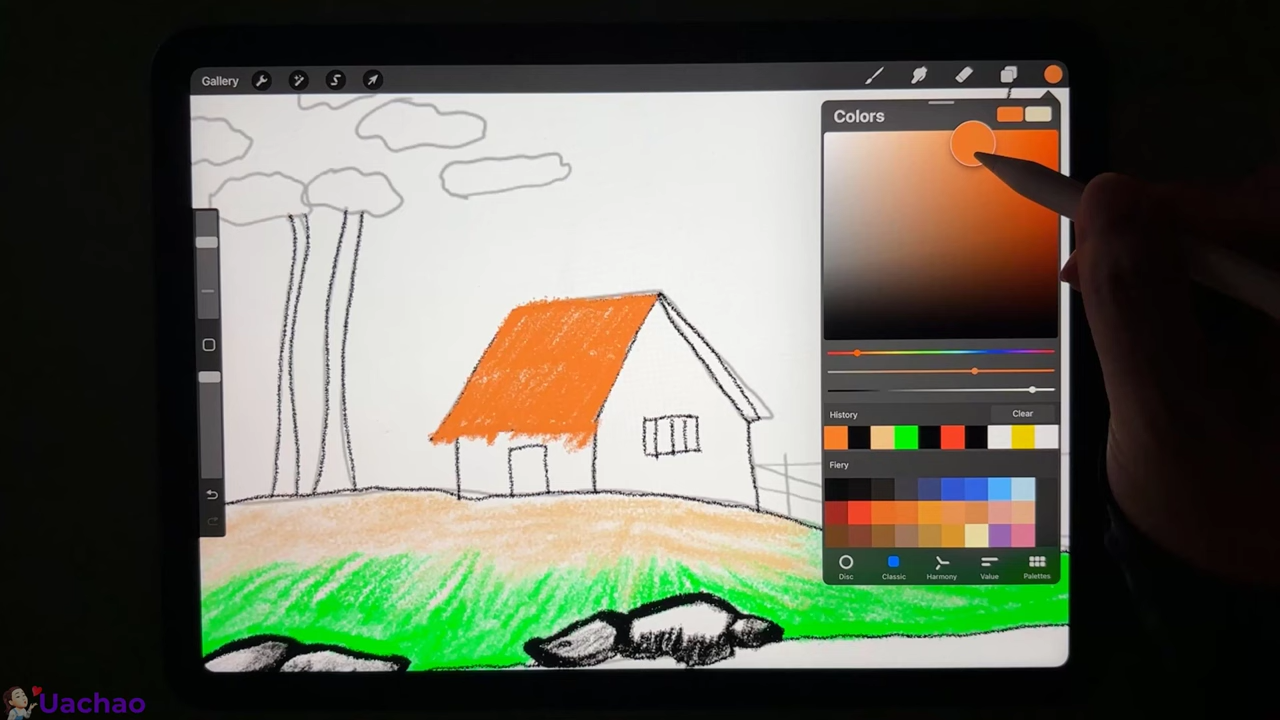 Gallery
Colors
History
Clear
Fiery
Disc
Classic
Harmony
Value
Palettes
Uachao